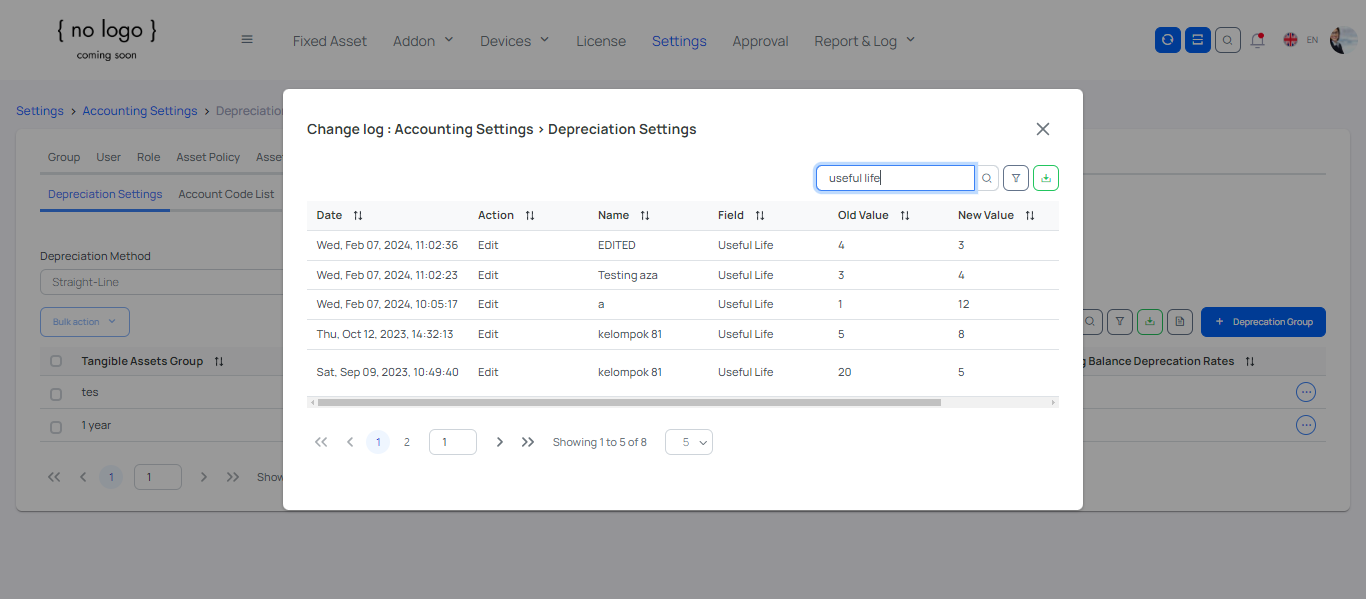 { no logo }
coming soon
Fixed Asset Addon Devices License Settings Approval Report & Log EN
Settings > Accounting Settings > Depreciatio
Group User Role Asset Policy Asse
Depreciation Settings Account Code List
Depreciation Method
Straight-Line
Bulk action
+ Deprecation Group
Tangible Assets Group
g Balance Deprecation Rates
tes
1 year
1 1 Show
Change log : Accounting Settings > Depreciation Settings
useful life
Date Action Name Field Old Value New Value
Wed, Feb 07, 2024, 11:02:36 Edit EDITED Useful Life 4 3
Wed, Feb 07, 2024, 11:02:23 Edit Testing aza Useful Life 3 4
Wed, Feb 07, 2024, 10:05:17 Edit a Useful Life 1 12
Thu, Oct 12, 2023, 14:32:13 Edit kelompok 81 Useful Life 5 8
Sat, Sep 09, 2023, 10:49:40 Edit kelompok 81 Useful Life 20 5
1 2 1 Showing 1 to 5 of 8 5